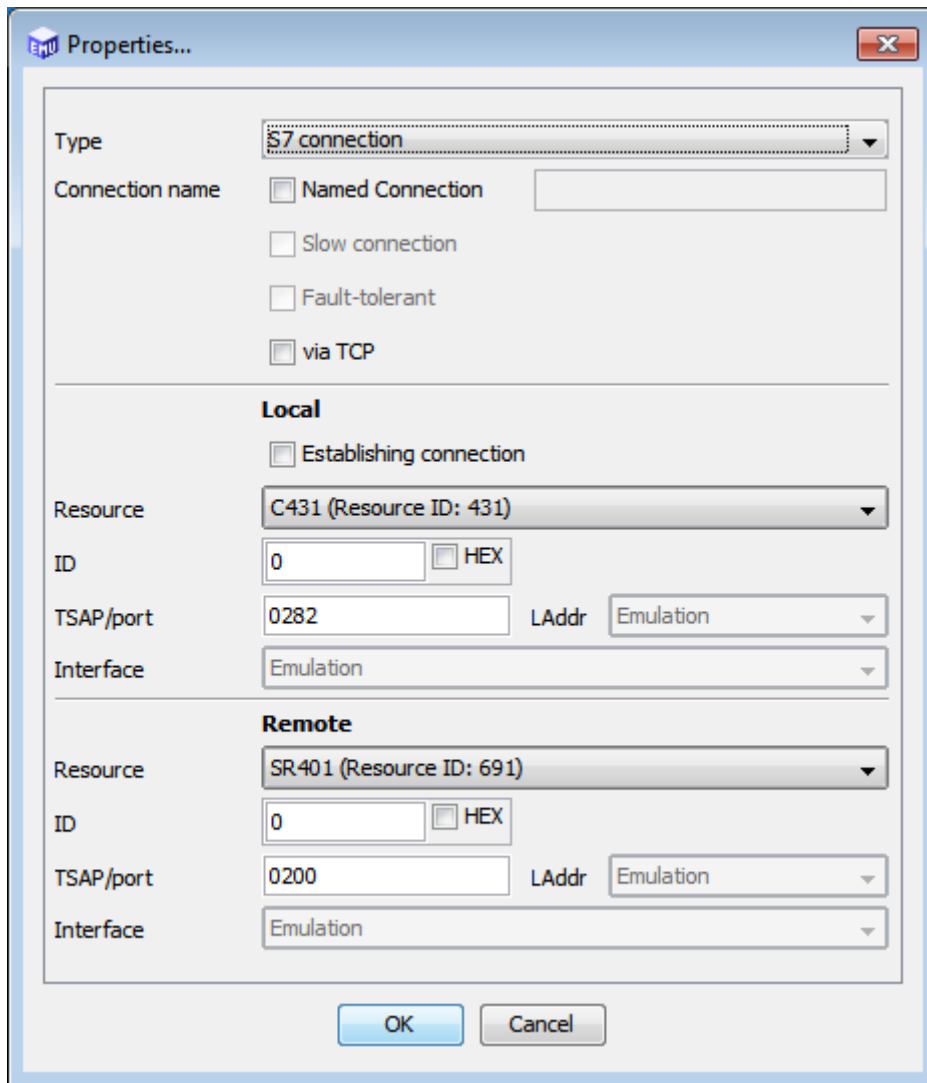 EMU Properties...
Type S7 connection
Connection name Named Connection
Slow connection
Fault-tolerant
via TCP
Local
Establishing connection
Resource C431 (Resource ID: 431)
ID 0 HEX
TSAP/port 0282 LAddr Emulation
Interface Emulation
Remote
Resource SR401 (Resource ID: 691)
ID 0 HEX
TSAP/port 0200 LAddr Emulation
Interface Emulation
OK Cancel